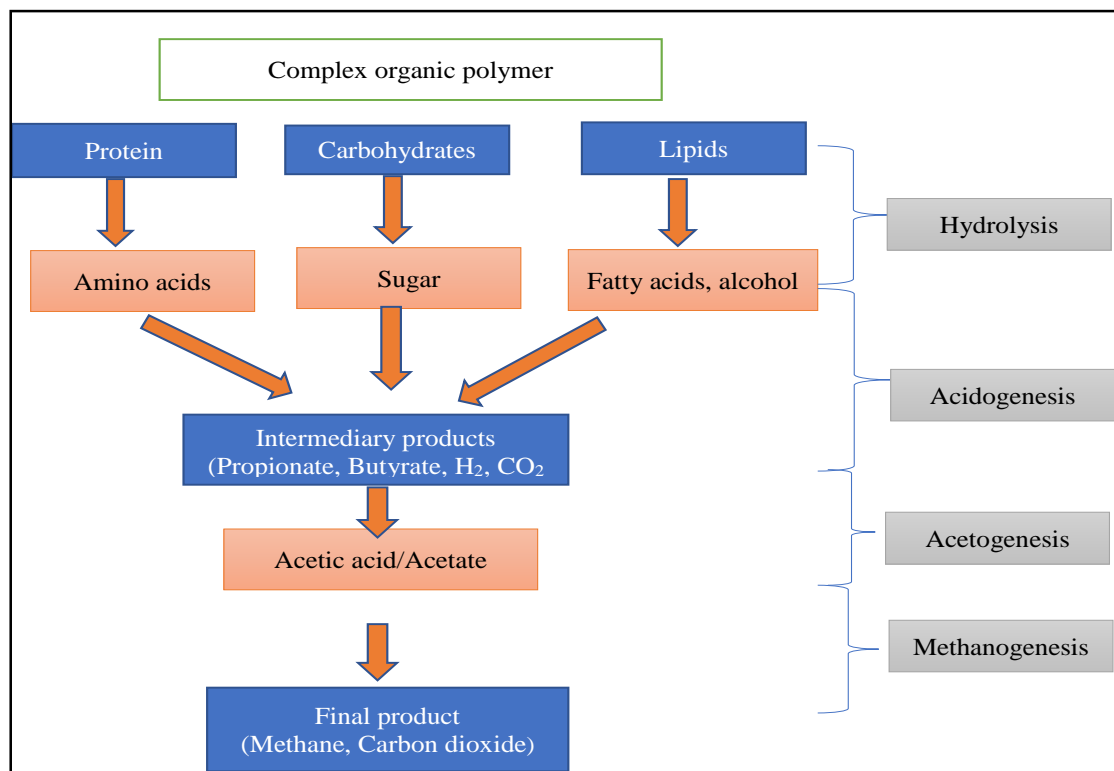 Complex organic polymer
Protein
Carbohydrates
Lipids
Hydrolysis
Amino acids
Sugar
Fatty acids, alcohol
Acidogenesis
Intermediary products
(Propionate, Butyrate, H₂, CO₂
Acetogenesis
Acetic acid/Acetate
Methanogenesis
Final product
(Methane, Carbon dioxide)